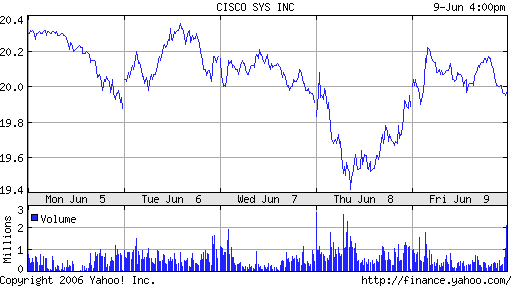 CISCO SYS INC 9-Jun 4:00pm
20.4
20.2
20.0
19.8
19.6
19.4
Mon Jun 5 Tue Jun 6 Wed Jun 7 Thu Jun 8 Fri Jun 9
3
2
1
0
Millions
Volume
Copyright 2006 Yahoo! Inc. http://finance.yahoo.com/